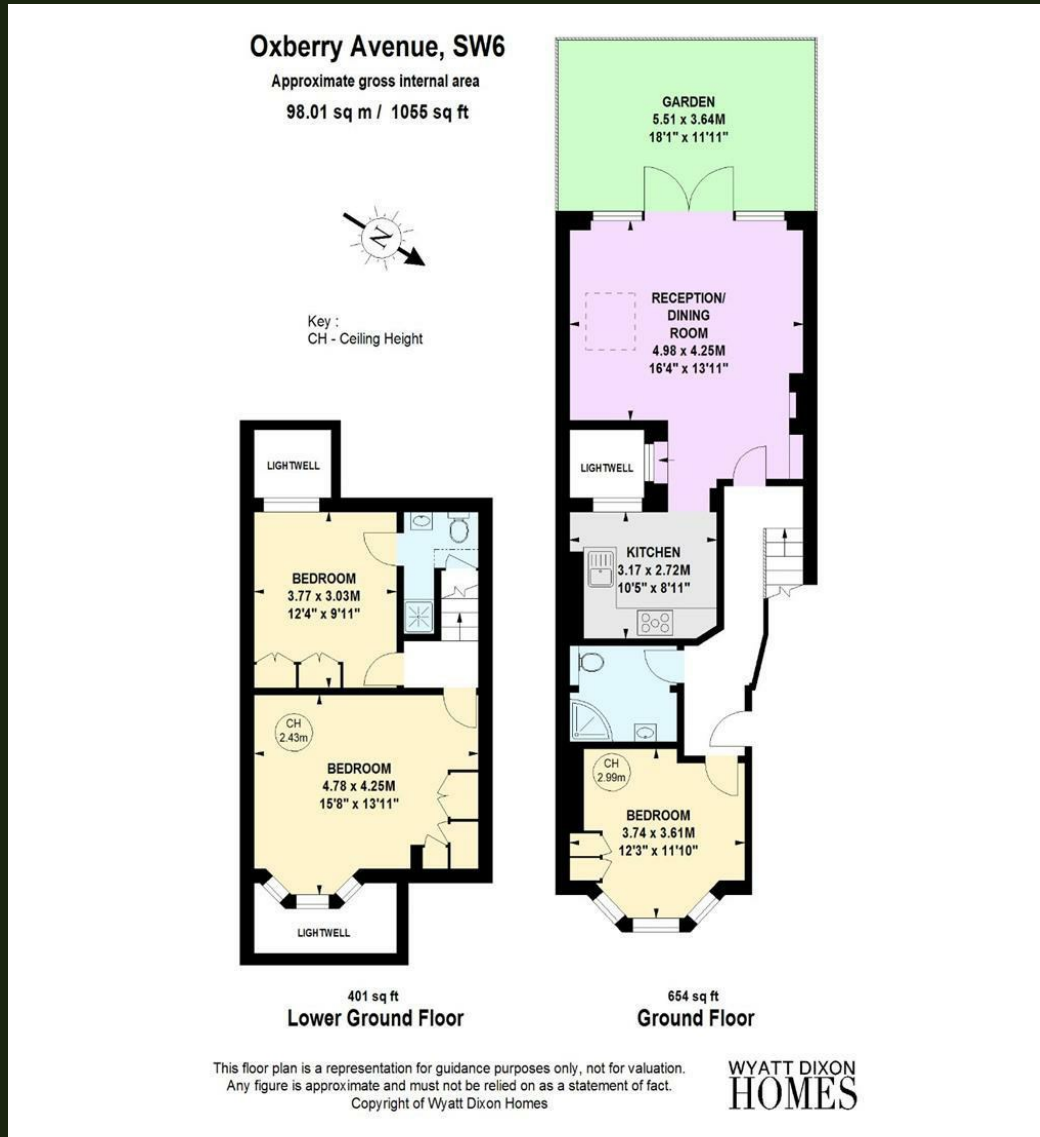 Oxberry Avenue, SW6
Approximate gross internal area
98.01 sq m / 1055 sq ft
N
Key :
CH - Ceiling Height
GARDEN
5.51 x 3.64M
18'1" x 11'11"
RECEPTION/
DINING
ROOM
4.98 x 4.25M
16'4" x 13'11"
LIGHTWELL
KITCHEN
3.17 x 2.72M
10'5" x 8'11"
CH
2.99m
BEDROOM
3.74 x 3.61M
12'3" x 11'10"
654 sq ft
Ground Floor
LIGHTWELL
BEDROOM
3.77 x 3.03M
12'4" x 9'11"
CH
2.43m
BEDROOM
4.78 x 4.25M
15'8" x 13'11"
LIGHTWELL
401 sq ft
Lower Ground Floor
This floor plan is a representation for guidance purposes only, not for valuation.
Any figure is approximate and must not be relied on as a statement of fact.
Copyright of Wyatt Dixon Homes
WYATT DIXON
HOMES